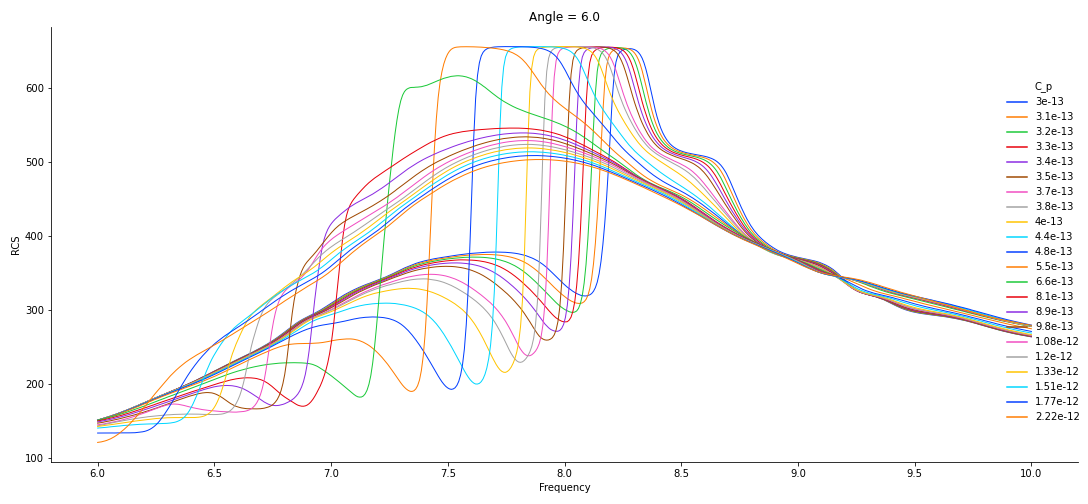 Angle = 6.0
RCS
600
500
400
300
200
100
6.0
6.5
7.0
7.5
8.0
8.5
9.0
9.5
10.0
Frequency
C_p
3e-13
3.1e-13
3.2e-13
3.3e-13
3.4e-13
3.5e-13
3.7e-13
3.8e-13
4e-13
4.4e-13
4.8e-13
5.5e-13
6.6e-13
8.1e-13
8.9e-13
9.8e-13
1.08e-12
1.2e-12
1.33e-12
1.51e-12
1.77e-12
2.22e-12